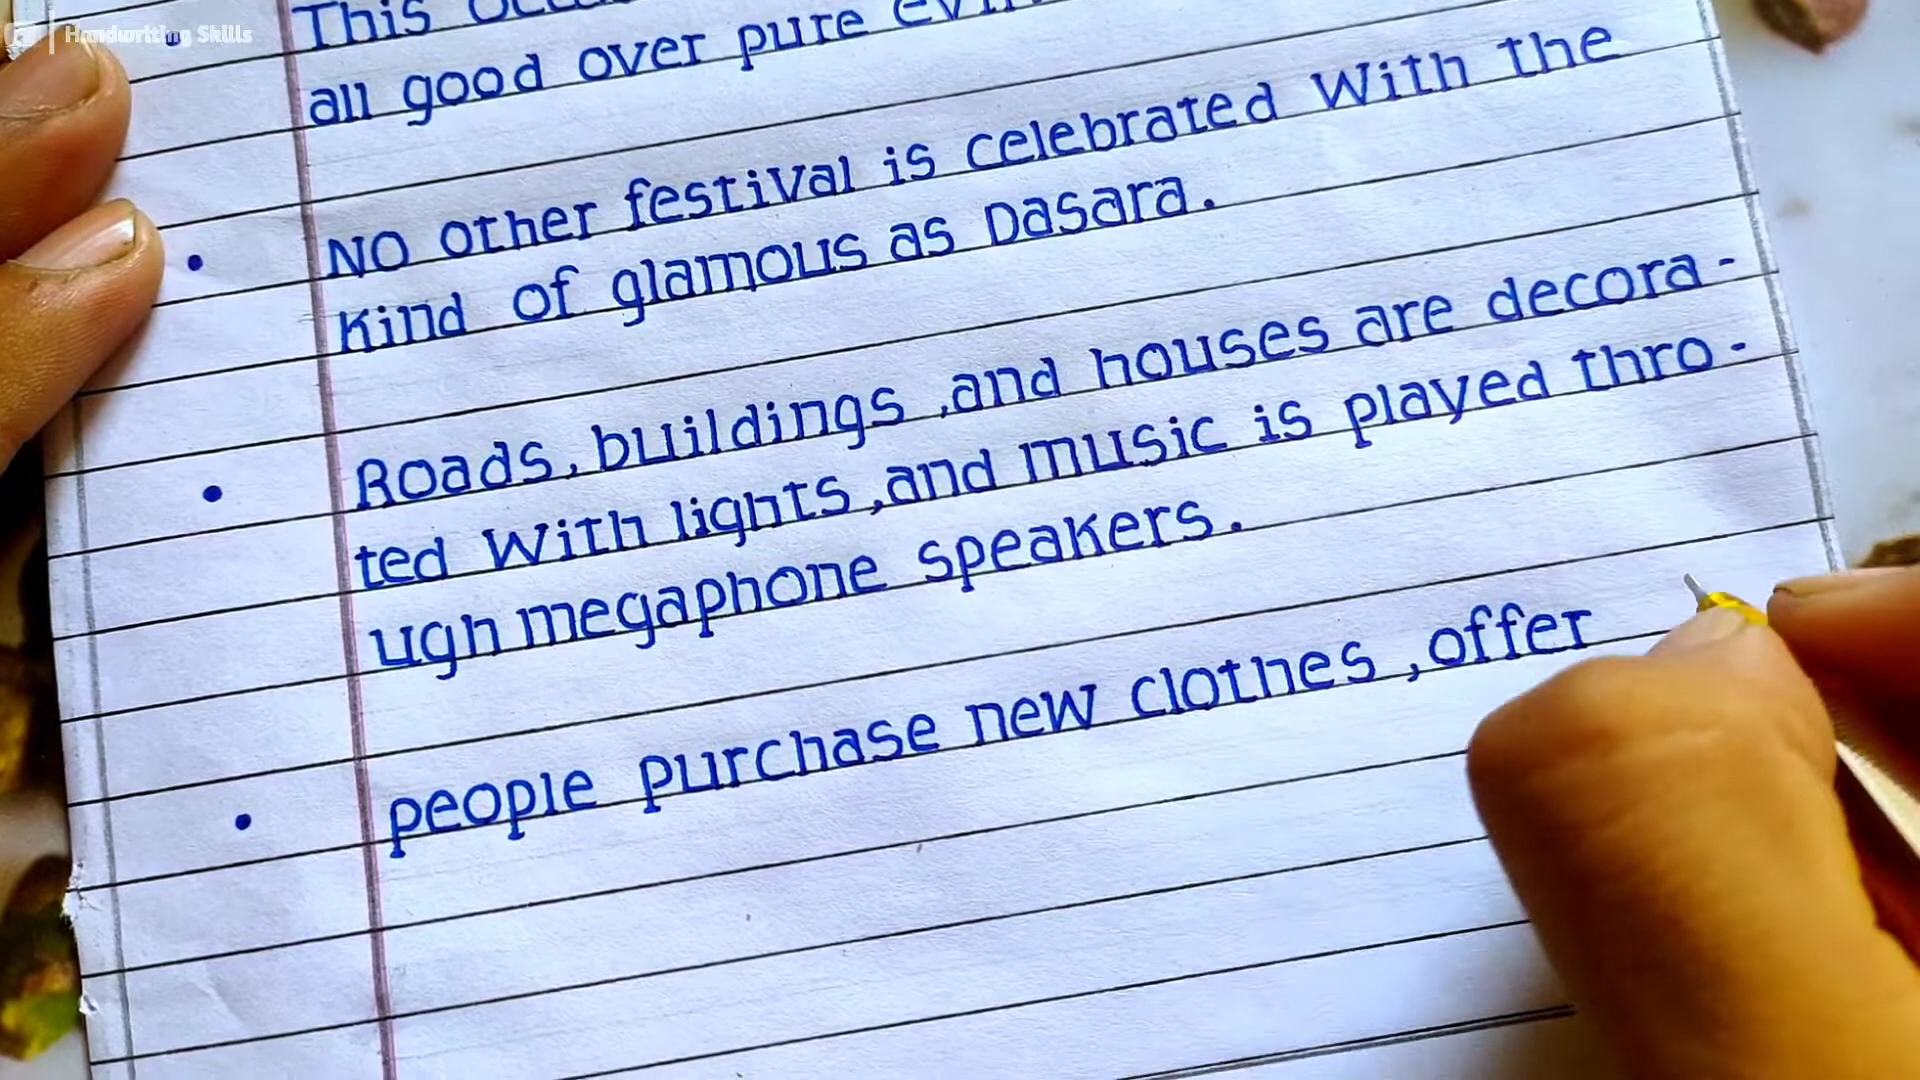 Handwriting Skills
This
all good over pure
• NO other festival is celebrated With the
Kind of glamous as Dasara.
• Roads, buildings ,and houses are decora-
ted With lights ,and music is played thro-
ugh megaphone speakers.
• people purchase new clothes ,offer